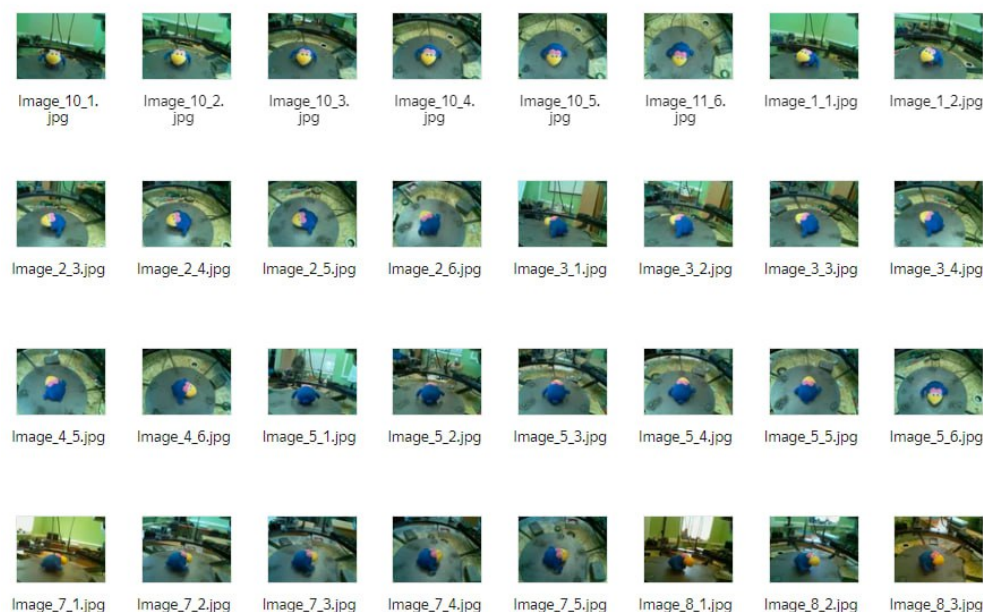 Image_10_1.
jpg
Image_10_2.
jpg
Image_10_3.
jpg
Image_10_4.
jpg
Image_10_5.
jpg
Image_11_6.
jpg
Image_1_1.jpg
Image_1_2.jpg
Image_2_3.jpg
Image_2_4.jpg
Image_2_5.jpg
Image_2_6.jpg
Image_3_1.jpg
Image_3_2.jpg
Image_3_3.jpg
Image_3_4.jpg
Image_4_5.jpg
Image_4_6.jpg
Image_5_1.jpg
Image_5_2.jpg
Image_5_3.jpg
Image_5_4.jpg
Image_5_5.jpg
Image_5_6.jpg
Image_7_1.jpg
Image_7_2.jpg
Image_7_3.jpg
Image_7_4.jpg
Image_7_5.jpg
Image_8_1.jpg
Image_8_2.jpg
Image_8_3.jpg